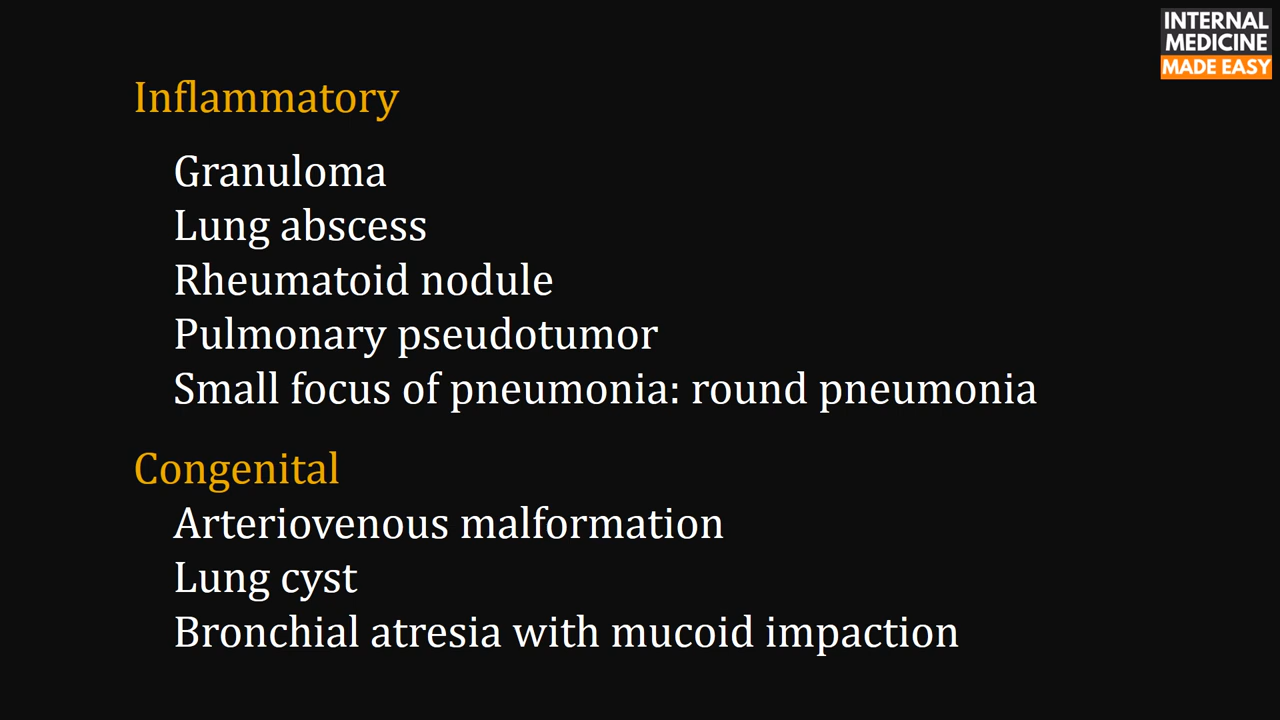 INTERNAL
MEDICINE
MADE EASY
Inflammatory
Granuloma
Lung abscess
Rheumatoid nodule
Pulmonary pseudotumor
Small focus of pneumonia: round pneumonia
Congenital
Arteriovenous malformation
Lung cyst
Bronchial atresia with mucoid impaction